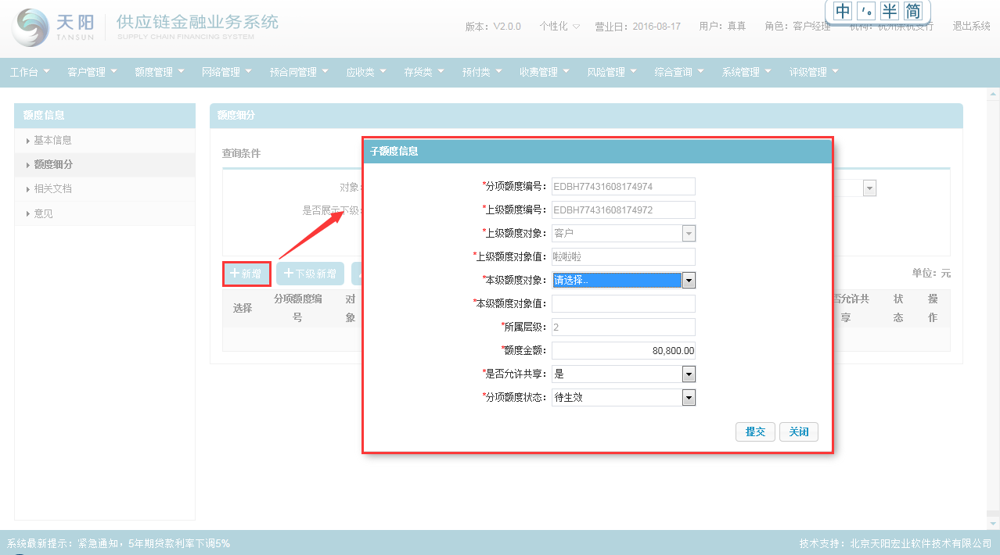 天阳
TANSUN
供应链金融业务系统
SUPPLY CHAIN FINANCING SYSTEM
中 ’。 半 简
版本：V2.0.0 个性化 营业日：2016-08-17 用户：真真 角色：客户经理 机构：杭州余杭支行 退出系统
工作台 客户管理 额度管理 网络管理 预合同管理 应收类 存货类 预付类 收费管理 风险管理 综合查询 系统管理 评级管理
额度信息
基本信息
额度细分
相关文档
意见
额度细分
查询条件
对象：
是否展示下级：
+新增 +下级新增
单位：元
选择 分项额度编号 对象 否允许共享 状态 操作
子额度信息
*分项额度编号：EDBH77431608174974
*上级额度编号：EDBH77431608174972
*上级额度对象：客户
*上级额度对象值：啦啦啦
*本级额度对象：请选择..
*本级额度对象值：
*所属层级：2
*额度金额：80,800.00
*是否允许共享：是
*分项额度状态：待生效
提交 关闭
系统最新提示：紧急通知，5年期贷款利率下调5%
技术支持：北京天阳宏业软件技术有限公司